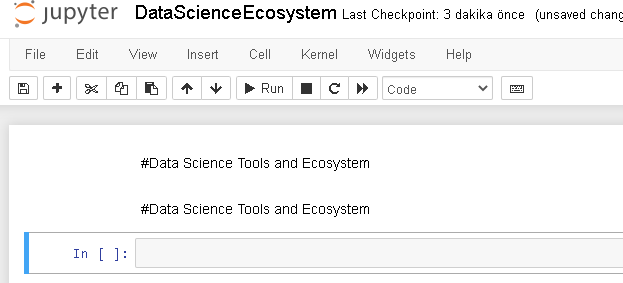 jupyter DataScienceEcosystem Last Checkpoint: 3 dakika önce (unsaved chang
File Edit View Insert Cell Kernel Widgets Help
Run Code
#Data Science Tools and Ecosystem
#Data Science Tools and Ecosystem
In [ ]: